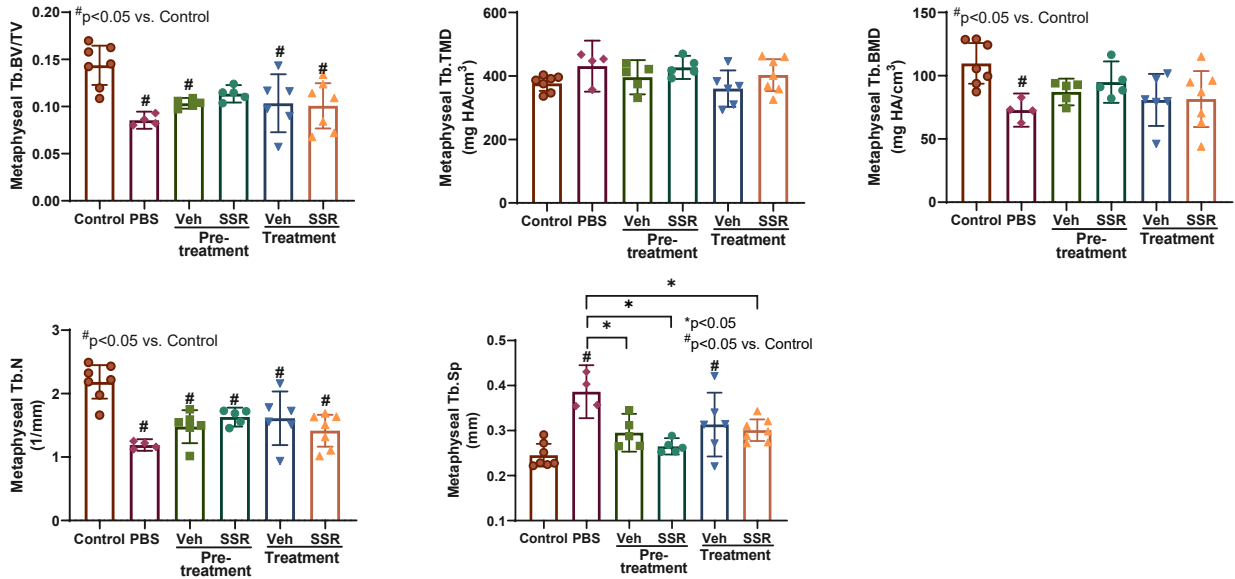 #p<0.05 vs. Control
Metaphyseal Tb.BV/TV
0.20
0.15
0.10
0.05
0.00
# # # #
Control PBS Veh SSR Veh SSR
Pre-
treatment
Treatment
Metaphyseal Tb.TMD
(mg HA/cm³)
600
400
200
0
Control PBS Veh SSR Veh SSR
Pre-
treatment
Treatment
#p<0.05 vs. Control
Metaphyseal Tb.BMD
(mg HA/cm³)
150
100
50
0
#
Control PBS Veh SSR Veh SSR
Pre-
treatment
Treatment
#p<0.05 vs. Control
Metaphyseal Tb.N
(1/mm)
3
2
1
0
# # # # #
Control PBS Veh SSR Veh SSR
Pre-
treatment
Treatment
*
*
*
*p<0.05
#p<0.05 vs. Control
Metaphyseal Tb.Sp
(mm)
0.5
0.4
0.3
0.2
0.1
# #
Control PBS Veh SSR Veh SSR
Pre-
treatment
Treatment